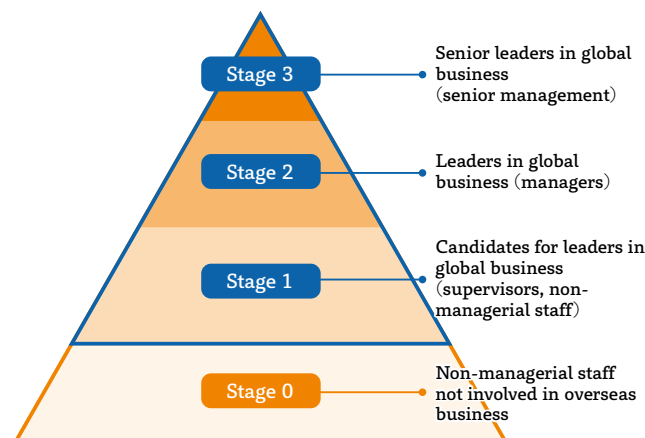 Stage 3
Senior leaders in global
business
(senior management)
Stage 2
Leaders in global
business (managers)
Stage 1
Candidates for leaders in
global business
(supervisors, non-
managerial staff)
Stage 0
Non-managerial staff
not involved in overseas
business